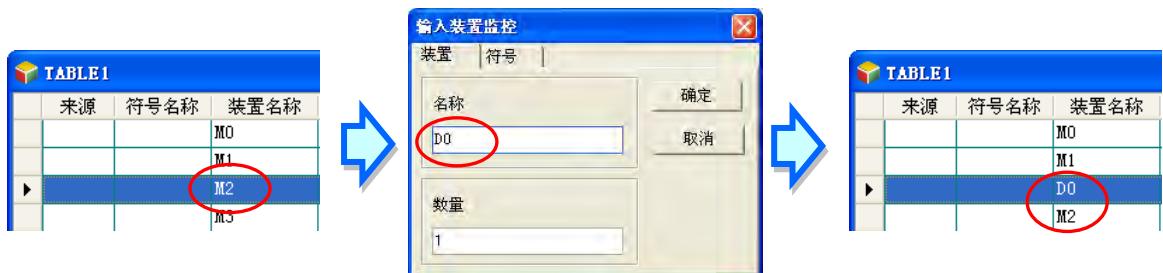 TABLE1
来源 符号名称 装置名称
M0
M1
M2
M3
输入装置监控
装置 符号
名称
D0
数量
1
确定
取消
TABLE1
来源 符号名称 装置名称
M0
M1
D0
M2